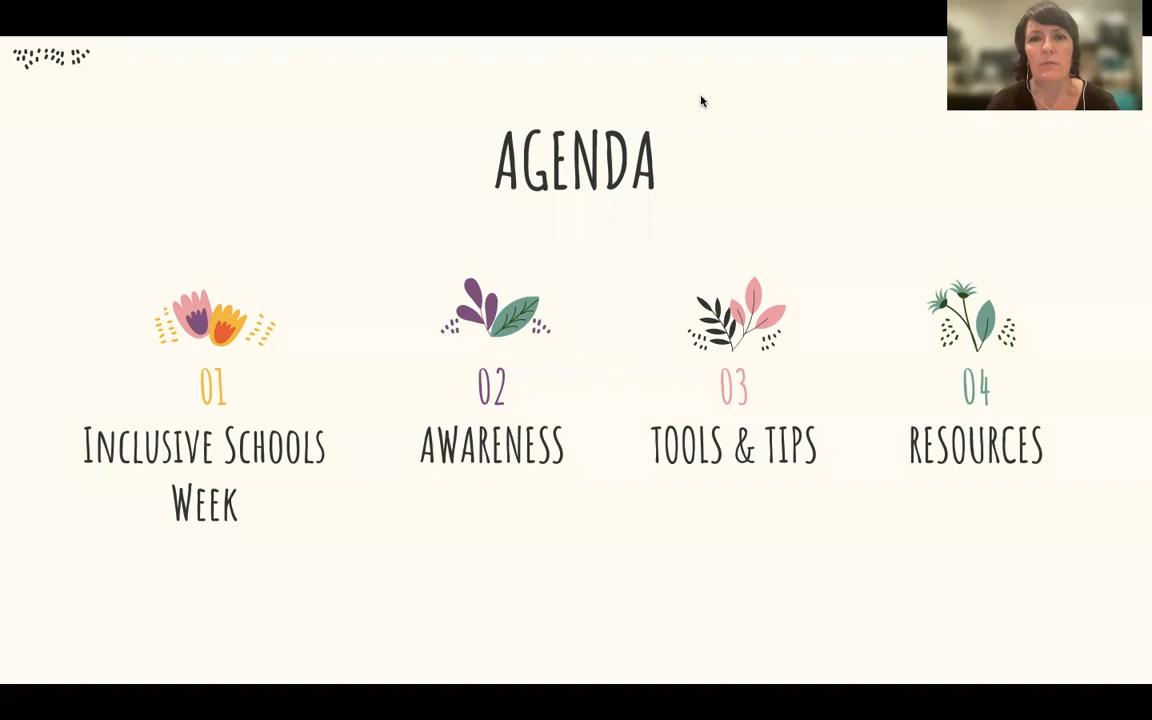 AGENDA
01
Inclusive Schools
Week
02
AWARENESS
03
TOOLS & TIPS
04
RESOURCES